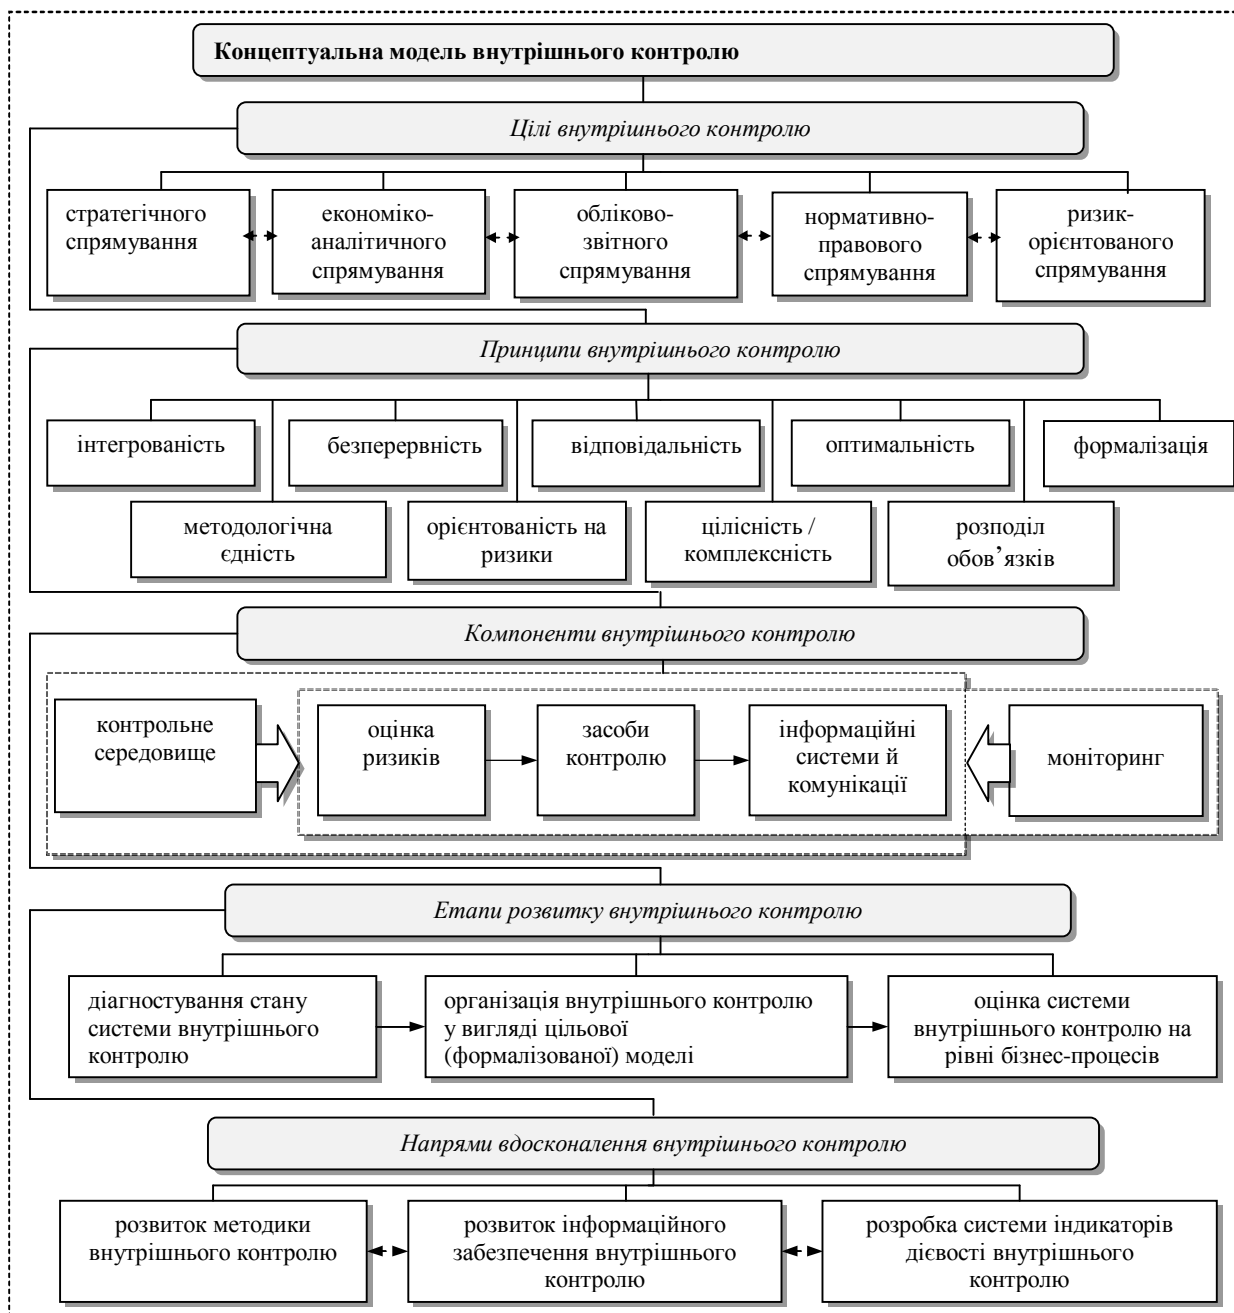 Концептуальна модель внутрішнього контролю
Цілі внутрішнього контролю
стратегічного
спрямування
економіко-
аналітичного
спрямування
обліково-
звітного
спрямування
нормативно-
правового
спрямування
ризик-
орієнтованого
спрямування
Принципи внутрішнього контролю
інтегрованість
безперервність
відповідальність
оптимальність
формалізація
методологічна
єдність
орієнтованість на
ризики
цілісність /
комплексність
розподіл
обов’язків
Компоненти внутрішнього контролю
контрольне
середовище
оцінка
ризиків
засоби
контролю
інформаційні
системи й
комунікації
моніторинг
Етапи розвитку внутрішнього контролю
діагностування стану
системи внутрішнього
контролю
організація внутрішнього контролю
у вигляді цільової
(формалізованої) моделі
оцінка системи
внутрішнього контролю на
рівні бізнес-процесів
Напрями вдосконалення внутрішнього контролю
розвиток методики
внутрішнього контролю
розвиток інформаційного
забезпечення внутрішнього
контролю
розробка системи індикаторів
дієвості внутрішнього
контролю